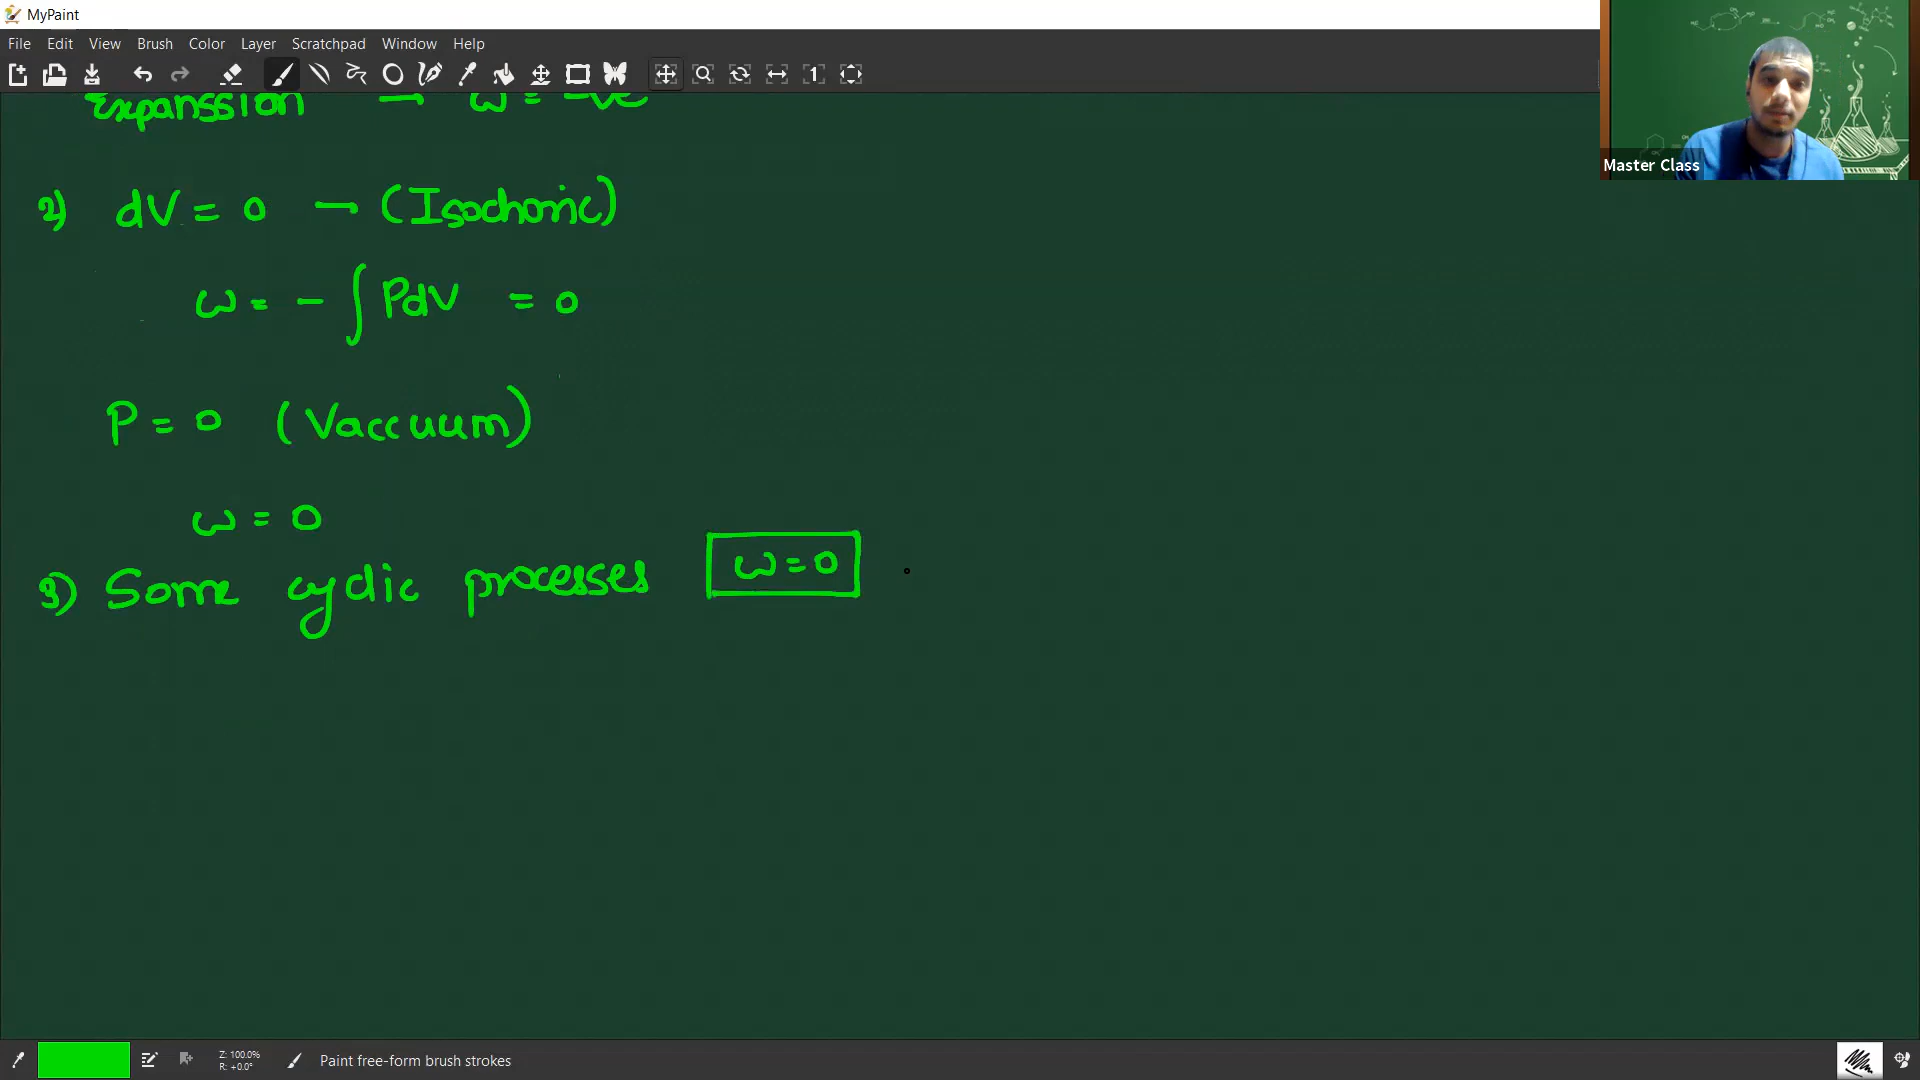 MyPaint
File Edit View Brush Color Layer Scratchpad Window Help
Expanssion → ω = -ve
2) dV = 0 → (Isochoric)
ω = - ∫ PdV = 0
P = 0 (Vaccuum)
ω = 0
3) Some cyclic processes ω = 0
Master Class
Z: 100.0%
R: +0.0°
Paint free-form brush strokes